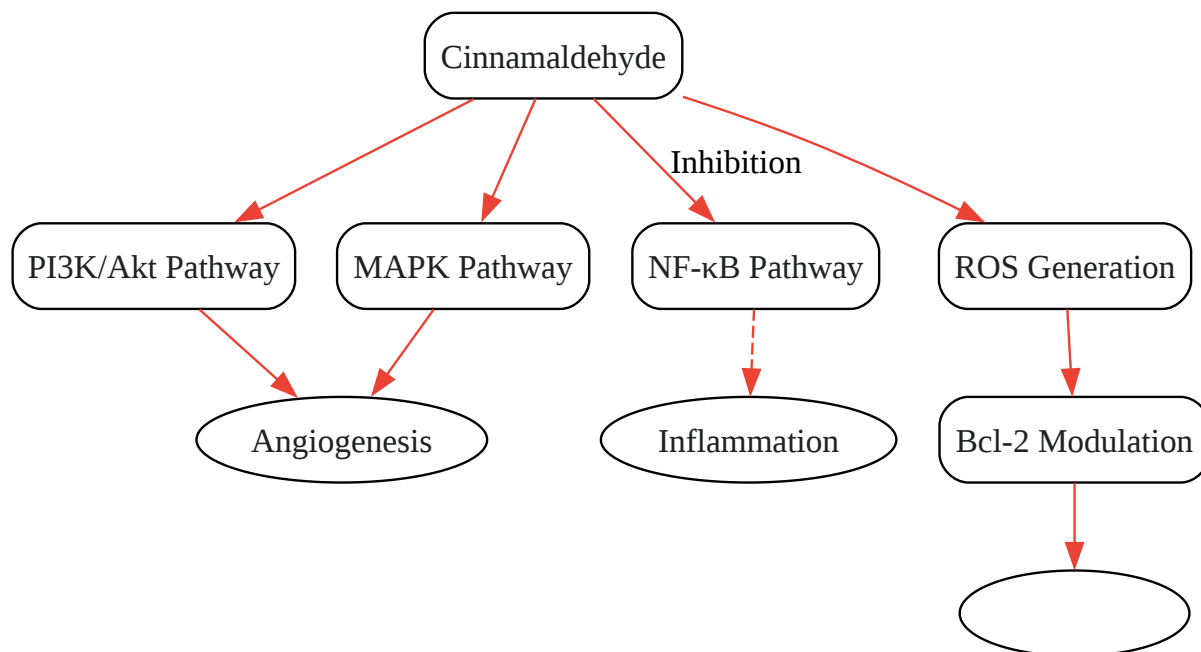 Cinnamaldehyde
Inhibition
PI3K/Akt Pathway
MAPK Pathway
NF-κB Pathway
ROS Generation
Angiogenesis
Inflammation
Bcl-2 Modulation